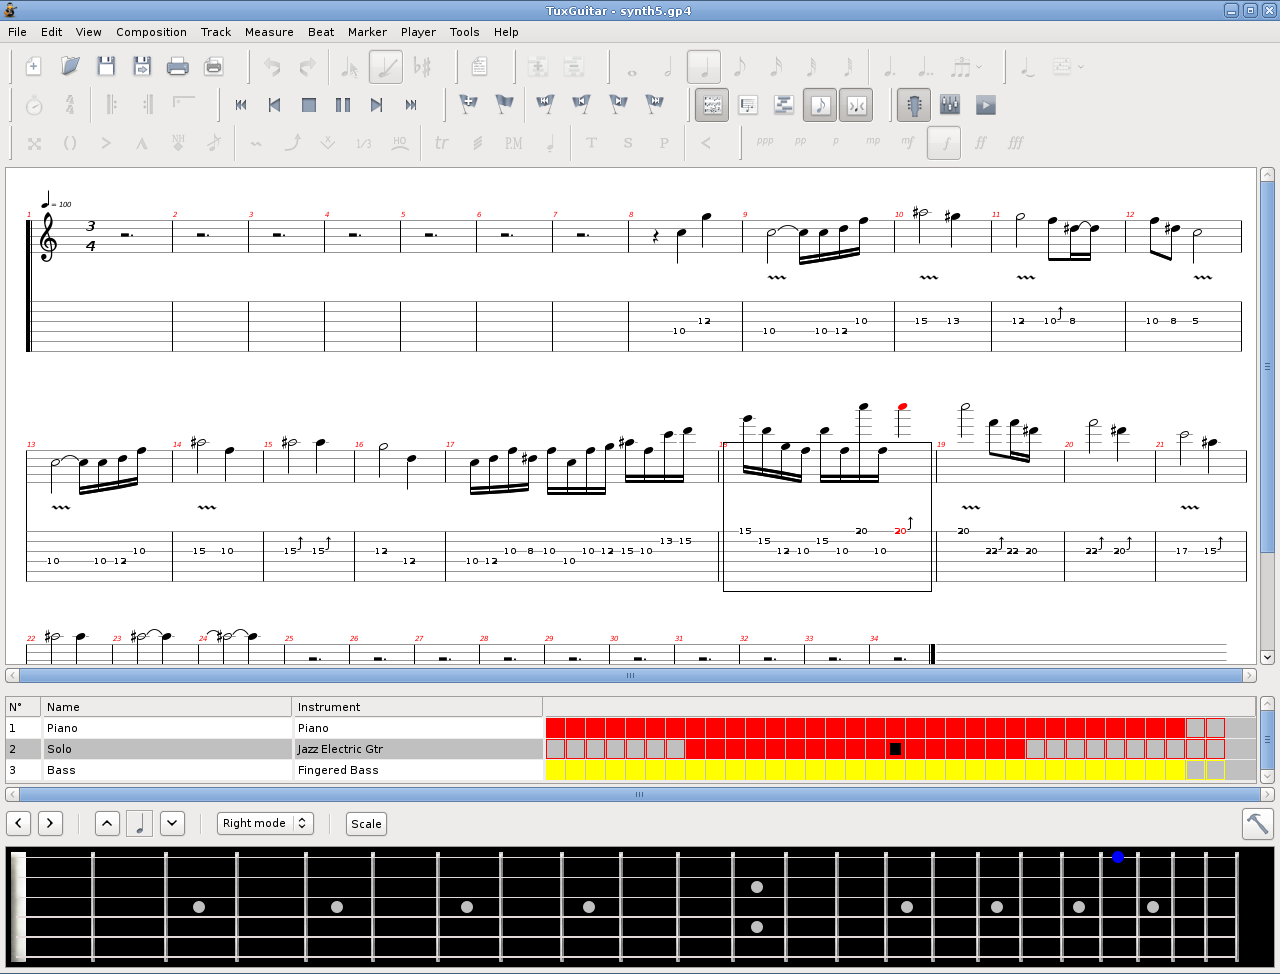 TuxGuitar - synth5.gp4
File Edit View Composition Track Measure Beat Marker Player Tools Help
NH 1/3 HO tr P.M T S P < ppp pp p mp mf f ff fff
= 100
1 2 3 4 5 6 7 8 9 10 11 12
3
4
10 12 10 10 12 10 15 13 12 10 8 10 8 5
13 14 15 16 17 18 19 20 21
10 10 12 10 15 10 15 15 12 12 10 12 10 8 10 10 10 12 15 10 13 15 15 15 12 10 15 10 20 10 20 20 22 22 20 22 20 17 15
22 23 24 25 26 27 28 29 30 31 32 33 34
N° Name Instrument
1 Piano Piano
2 Solo Jazz Electric Gtr
3 Bass Fingered Bass
Right mode Scale